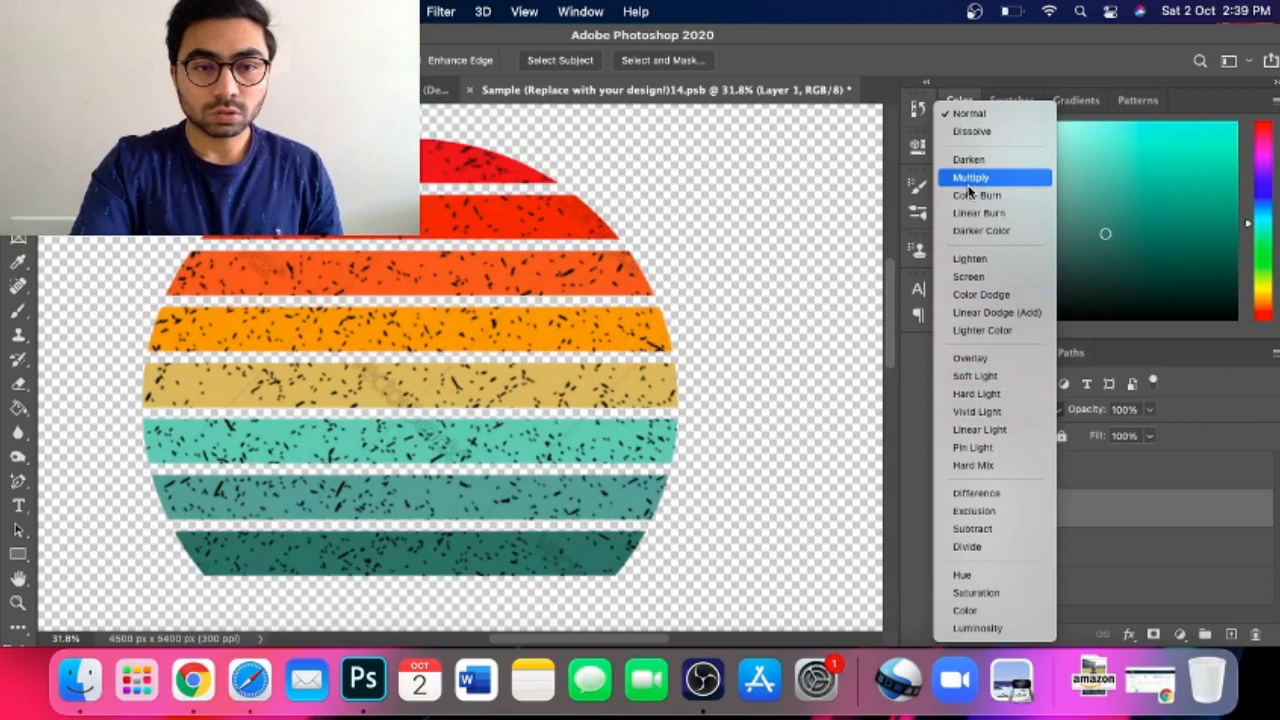 Filter 3D View Window Help Sat 2 Oct 2:39 PM
Adobe Photoshop 2020
Enhance Edge Select Subject Select and Mask...
(De... × Sample (Replace with your design!)14.psb @ 31.8% (Layer 1, RGB/8) *
Color Swatches Gradients Patterns
✓ Normal
Dissolve
Darken
Multiply
Color Burn
Linear Burn
Darker Color
Lighten
Screen
Color Dodge
Linear Dodge (Add)
Lighter Color
Overlay
Soft Light
Hard Light
Vivid Light
Linear Light
Pin Light
Hard Mix
Difference
Exclusion
Subtract
Divide
Hue
Saturation
Color
Luminosity
Paths
Opacity: 100%
Fill: 100%
31.8% 4500 px x 5400 px (300 ppi)
Ps
OCT
2
W
1
amazon